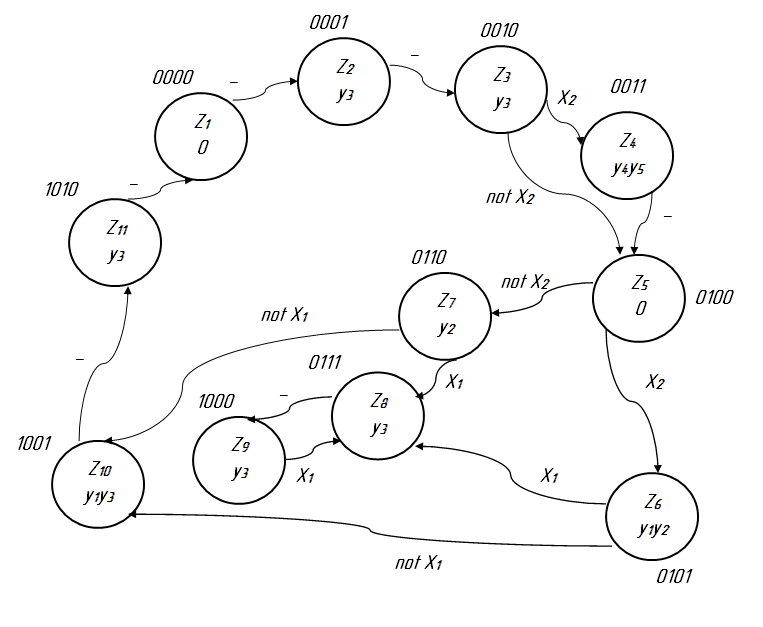 0001
0010
Z₂
y₃
–
Z₃
y₃
0000
–
X₂
0011
Z₁
0
Z₄
y₄y₅
1010
–
not X₂
–
Z₁₁
y₃
0110
not X₂
Z₅
0
0100
Z₇
y₂
not X₁
–
0111
X₁
X₂
1000
–
Z₈
y₃
1001
Z₉
y₃
X₁
X₁
Z₁₀
y₁y₃
Z₆
y₁y₂
not X₁
0101